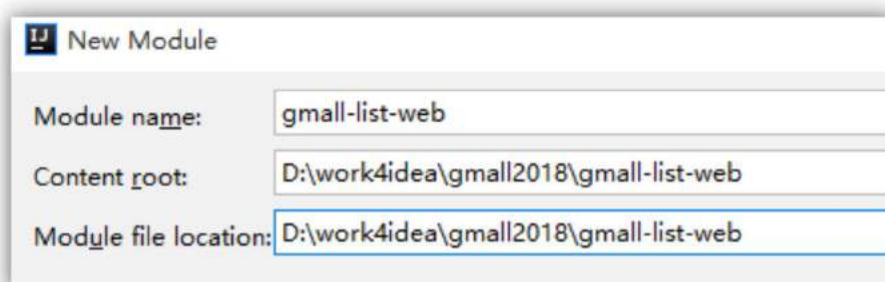 IJ New Module
Module name: gmall-list-web
Content root: D:\work4idea\gmall2018\gmall-list-web
Module file location: D:\work4idea\gmall2018\gmall-list-web